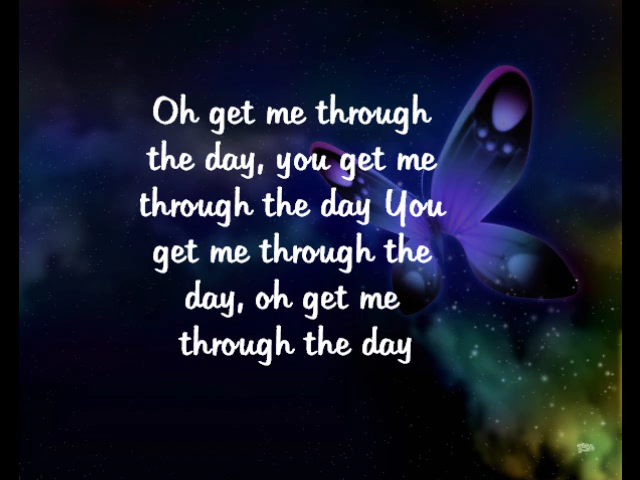 Oh get me through
the day, you get me
through the day You
get me through the
day, oh get me
through the day